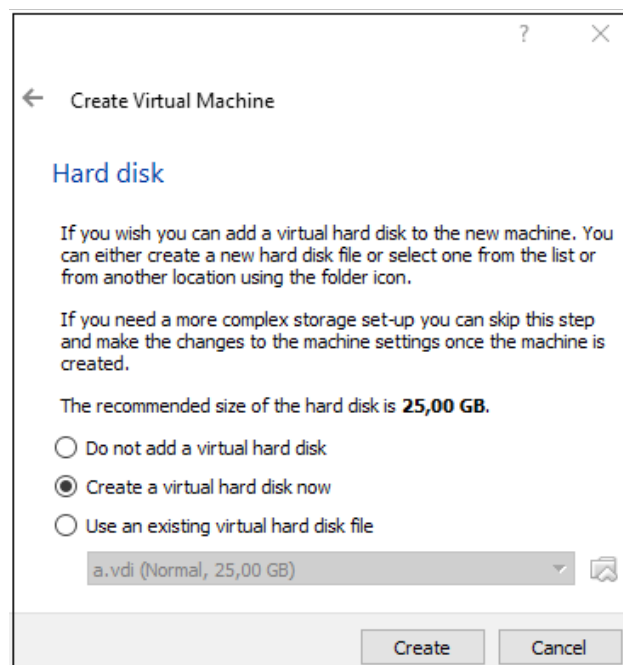 ?
Create Virtual Machine
Hard disk
If you wish you can add a virtual hard disk to the new machine. You
can either create a new hard disk file or select one from the list or
from another location using the folder icon.
If you need a more complex storage set-up you can skip this step
and make the changes to the machine settings once the machine is
created.
The recommended size of the hard disk is 25,00 GB.
Do not add a virtual hard disk
Create a virtual hard disk now
Use an existing virtual hard disk file
a.vdi (Normal, 25,00 GB)
Create Cancel